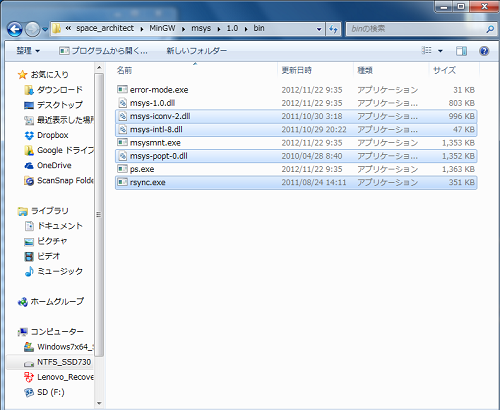 space_architect MinGW msys 1.0 bin
binの検索
整理 プログラムから開く... 新しいフォルダー
お気に入り
ダウンロード
デスクトップ
最近表示した場所
Dropbox
Google ドライブ
OneDrive
ScanSnap Folde
ライブラリ
ドキュメント
ピクチャ
ビデオ
ミュージック
ホームグループ
コンピューター
Windows7x64_S
NTFS_SSD730
Lenovo_Recove
SD (F:)
名前 更新日時 種類 サイズ
error-mode.exe 2012/11/22 9:35 アプリケーション 31 KB
msys-1.0.dll 2012/11/22 9:35 アプリケーショ... 803 KB
msys-iconv-2.dll 2011/10/30 3:18 アプリケーショ... 996 KB
msys-intl-8.dll 2011/10/29 20:22 アプリケーショ... 47 KB
msysmnt.exe 2012/11/22 9:35 アプリケーション 1,353 KB
msys-popt-0.dll 2010/04/28 8:40 アプリケーショ... 1,352 KB
ps.exe 2012/11/22 9:35 アプリケーション 1,363 KB
rsync.exe 2011/08/24 14:11 アプリケーション 351 KB